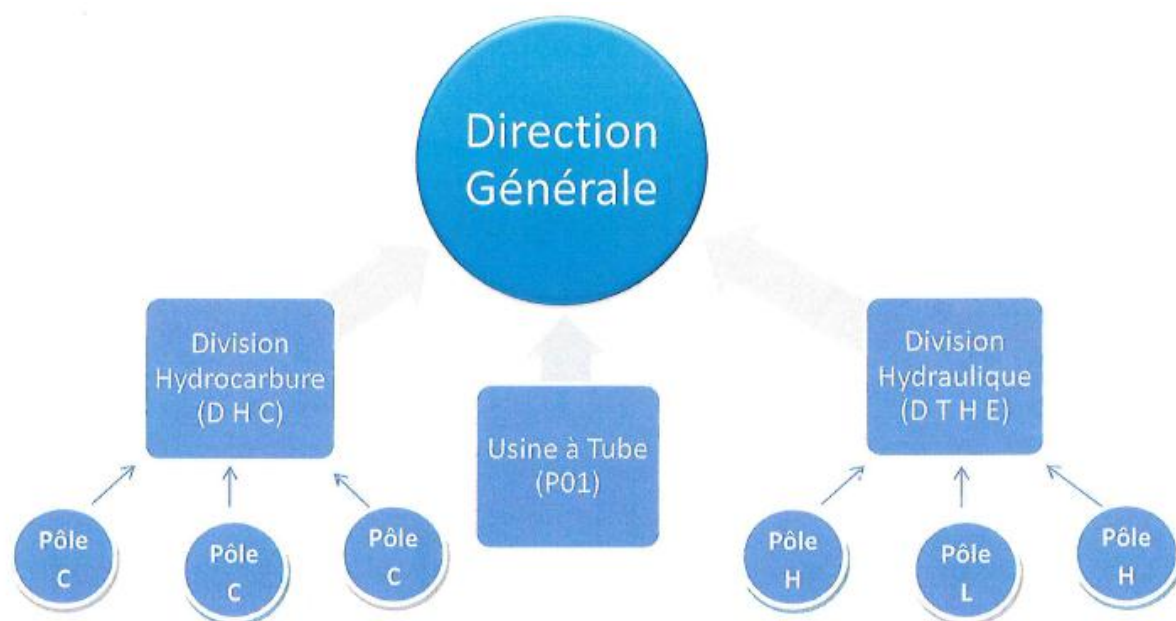 Direction
Générale
Division
Hydrocarbure
(D H C)
Usine à Tube
(P01)
Division
Hydraulique
(D T H E)
Pôle
C
Pôle
C
Pôle
C
Pôle
H
Pôle
L
Pôle
H